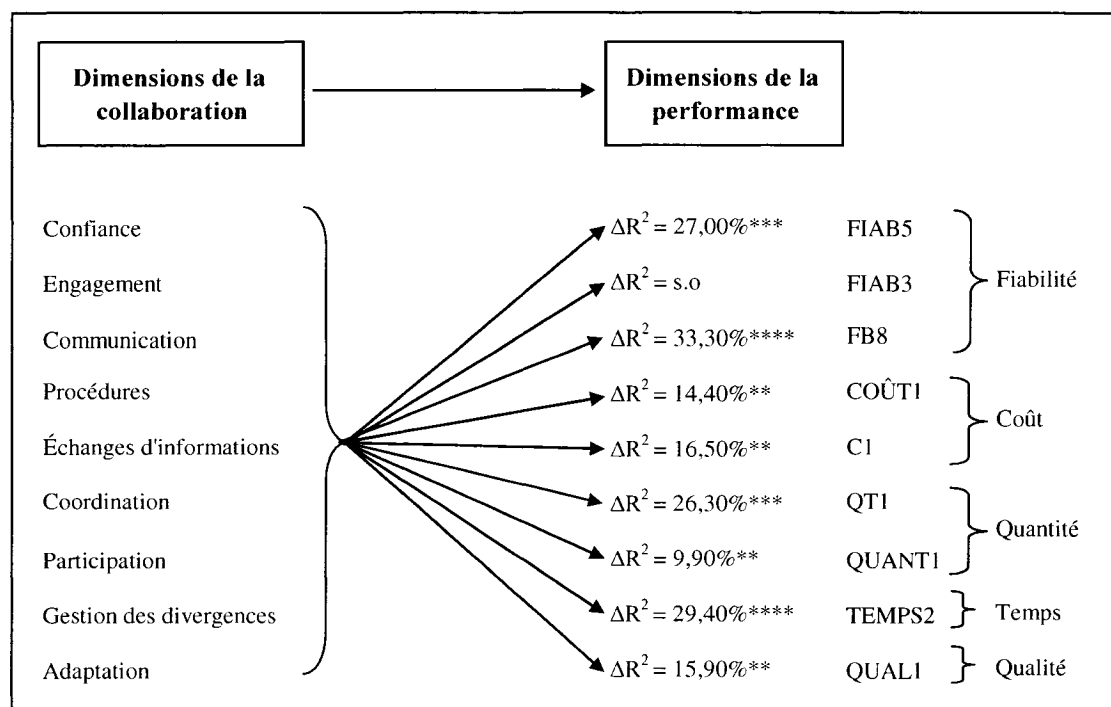 Dimensions de la collaboration
Dimensions de la performance
Confiance ΔR² = 27,00%*** FIAB5
Engagement ΔR² = s.o FIAB3 Fiabilité
Communication ΔR² = 33,30%**** FB8
Procédures ΔR² = 14,40%** COÛT1
Coût
Échanges d'informations ΔR² = 16,50%** C1
Coordination ΔR² = 26,30%*** QT1
Quantité
Participation ΔR² = 9,90%** QUANT1
Gestion des divergences ΔR² = 29,40%**** TEMPS2 Temps
Adaptation ΔR² = 15,90%** QUAL1 Qualité